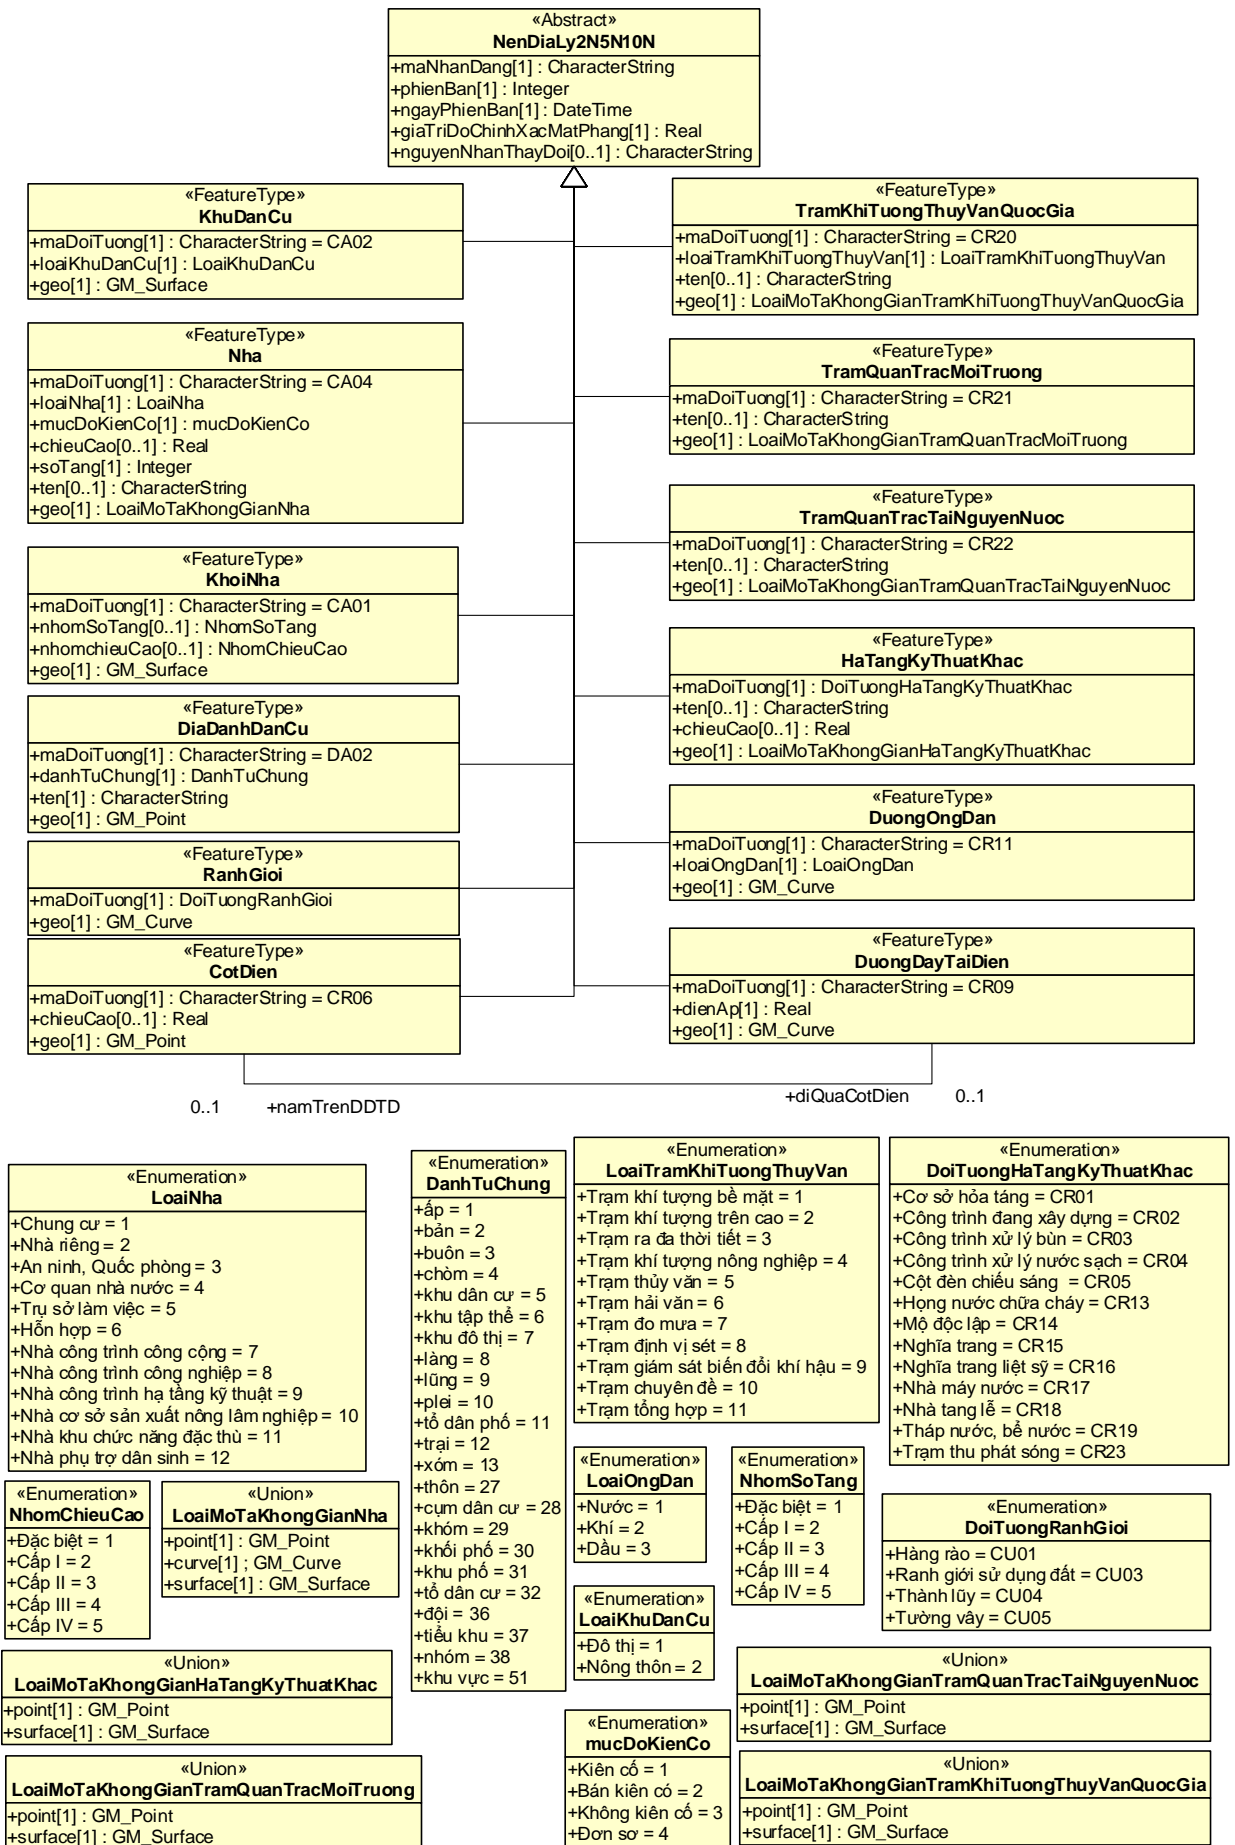 «Abstract»
NenDiaLy2N5N10N
+maNhanDang[1] : CharacterString
+phienBan[1] : Integer
+ngayPhienBan[1] : DateTime
+giaTriDoChinhXacMatPhang[1] : Real
+nguyenNhanThayDoi[0..1] : CharacterString
«FeatureType»
KhuDanCu
+maDoiTuong[1] : CharacterString = CA02
+loaiKhuDanCu[1] : LoaiKhuDanCu
+geo[1] : GM_Surface
«FeatureType»
TramKhiTuongThuyVanQuocGia
+maDoiTuong[1] : CharacterString = CR20
+loaiTramKhiTuongThuyVan[1] : LoaiTramKhiTuongThuyVan
+ten[0..1] : CharacterString
+geo[1] : LoaiMoTaKhongGianTramKhiTuongThuyVanQuocGia
«FeatureType»
Nha
+maDoiTuong[1] : CharacterString = CA04
+loaiNha[1] : LoaiNha
+mucDoKienCo[1] : mucDoKienCo
+chieuCao[0..1] : Real
+soTang[1] : Integer
+ten[0..1] : CharacterString
+geo[1] : LoaiMoTaKhongGianNha
«FeatureType»
TramQuanTracMoiTruong
+maDoiTuong[1] : CharacterString = CR21
+ten[0..1] : CharacterString
+geo[1] : LoaiMoTaKhongGianTramQuanTracMoiTruong
«FeatureType»
TramQuanTracTaiNguyenNuoc
+maDoiTuong[1] : CharacterString = CR22
+ten[0..1] : CharacterString
+geo[1] : LoaiMoTaKhongGianTramQuanTracTaiNguyenNuoc
«FeatureType»
KhoiNha
+maDoiTuong[1] : CharacterString = CA01
+nhomSoTang[0..1] : NhomSoTang
+nhomchieuCao[0..1] : NhomChieuCao
+geo[1] : GM_Surface
«FeatureType»
HaTangKyThuatKhac
+maDoiTuong[1] : DoiTuongHaTangKyThuatKhac
+ten[0..1] : CharacterString
+chieuCao[0..1] : Real
+geo[1] : LoaiMoTaKhongGianHaTangKyThuatKhac
«FeatureType»
DiaDanhDanCu
+maDoiTuong[1] : CharacterString = DA02
+danhTuChung[1] : DanhTuChung
+ten[1] : CharacterString
+geo[1] : GM_Point
«FeatureType»
DuongOngDan
+maDoiTuong[1] : CharacterString = CR11
+loaiOngDan[1] : LoaiOngDan
+geo[1] : GM_Curve
«FeatureType»
RanhGioi
+maDoiTuong[1] : DoiTuongRanhGioi
+geo[1] : GM_Curve
«FeatureType»
CotDien
+maDoiTuong[1] : CharacterString = CR06
+chieuCao[0..1] : Real
+geo[1] : GM_Point
«FeatureType»
DuongDayTaiDien
+maDoiTuong[1] : CharacterString = CR09
+dienAp[1] : Real
+geo[1] : GM_Curve
0..1 +namTrenDDTD
+diQuaCotDien 0..1
«Enumeration»
LoaiNha
+Chung cư = 1
+Nhà riêng = 2
+An ninh, Quốc phòng = 3
+Cơ quan nhà nước = 4
+Trụ sở làm việc = 5
+Hỗn hợp = 6
+Nhà công trình công cộng = 7
+Nhà công trình công nghiệp = 8
+Nhà công trình hạ tầng kỹ thuật = 9
+Nhà cơ sở sản xuất nông lâm nghiệp = 10
+Nhà khu chức năng đặc thù = 11
+Nhà phụ trợ dân sinh = 12
«Enumeration»
DanhTuChung
+ấp = 1
+bản = 2
+buôn = 3
+chòm = 4
+khu dân cư = 5
+khu tập thể = 6
+khu đô thị = 7
+làng = 8
+lũng = 9
+plei = 10
+tổ dân phố = 11
+trại = 12
+xóm = 13
+thôn = 27
+cụm dân cư = 28
+khóm = 29
+khối phố = 30
+khu phố = 31
+tổ dân cư = 32
+đội = 36
+tiểu khu = 37
+nhóm = 38
+khu vực = 51
«Enumeration»
LoaiTramKhiTuongThuyVan
+Trạm khí tượng bề mặt = 1
+Trạm khí tượng trên cao = 2
+Trạm ra đa thời tiết = 3
+Trạm khí tượng nông nghiệp = 4
+Trạm thủy văn = 5
+Trạm hải văn = 6
+Trạm đo mưa = 7
+Trạm định vị sét = 8
+Trạm giám sát biến đổi khí hậu = 9
+Trạm chuyên đề = 10
+Trạm tổng hợp = 11
«Enumeration»
DoiTuongHaTangKyThuatKhac
+Cơ sở hỏa táng = CR01
+Công trình đang xây dựng = CR02
+Công trình xử lý bùn = CR03
+Công trình xử lý nước sạch = CR04
+Cột đèn chiếu sáng = CR05
+Họng nước chữa cháy = CR13
+Mộ độc lập = CR14
+Nghĩa trang = CR15
+Nghĩa trang liệt sỹ = CR16
+Nhà máy nước = CR17
+Nhà tang lễ = CR18
+Tháp nước, bể nước = CR19
+Trạm thu phát sóng = CR23
«Enumeration»
NhomChieuCao
+Đặc biệt = 1
+Cấp I = 2
+Cấp II = 3
+Cấp III = 4
+Cấp IV = 5
«Union»
LoaiMoTaKhongGianNha
+point[1] : GM_Point
+curve[1] ; GM_Curve
+surface[1] : GM_Surface
«Enumeration»
LoaiOngDan
+Nước = 1
+Khí = 2
+Dầu = 3
«Enumeration»
NhomSoTang
+Đặc biệt = 1
+Cấp I = 2
+Cấp II = 3
+Cấp III = 4
+Cấp IV = 5
«Enumeration»
DoiTuongRanhGioi
+Hàng rào = CU01
+Ranh giới sử dụng đất = CU03
+Thành lũy = CU04
+Tường vây = CU05
«Enumeration»
LoaiKhuDanCu
+Đô thị = 1
+Nông thôn = 2
«Union»
LoaiMoTaKhongGianHaTangKyThuatKhac
+point[1] : GM_Point
+surface[1] : GM_Surface
«Union»
LoaiMoTaKhongGianTramQuanTracTaiNguyenNuoc
+point[1] : GM_Point
+surface[1] : GM_Surface
«Union»
LoaiMoTaKhongGianTramQuanTracMoiTruong
+point[1] : GM_Point
+surface[1] : GM_Surface
«Enumeration»
mucDoKienCo
+Kiên cố = 1
+Bán kiên có = 2
+Không kiên cố = 3
+Đơn sơ = 4
«Union»
LoaiMoTaKhongGianTramKhiTuongThuyVanQuocGia
+point[1] : GM_Point
+surface[1] : GM_Surface